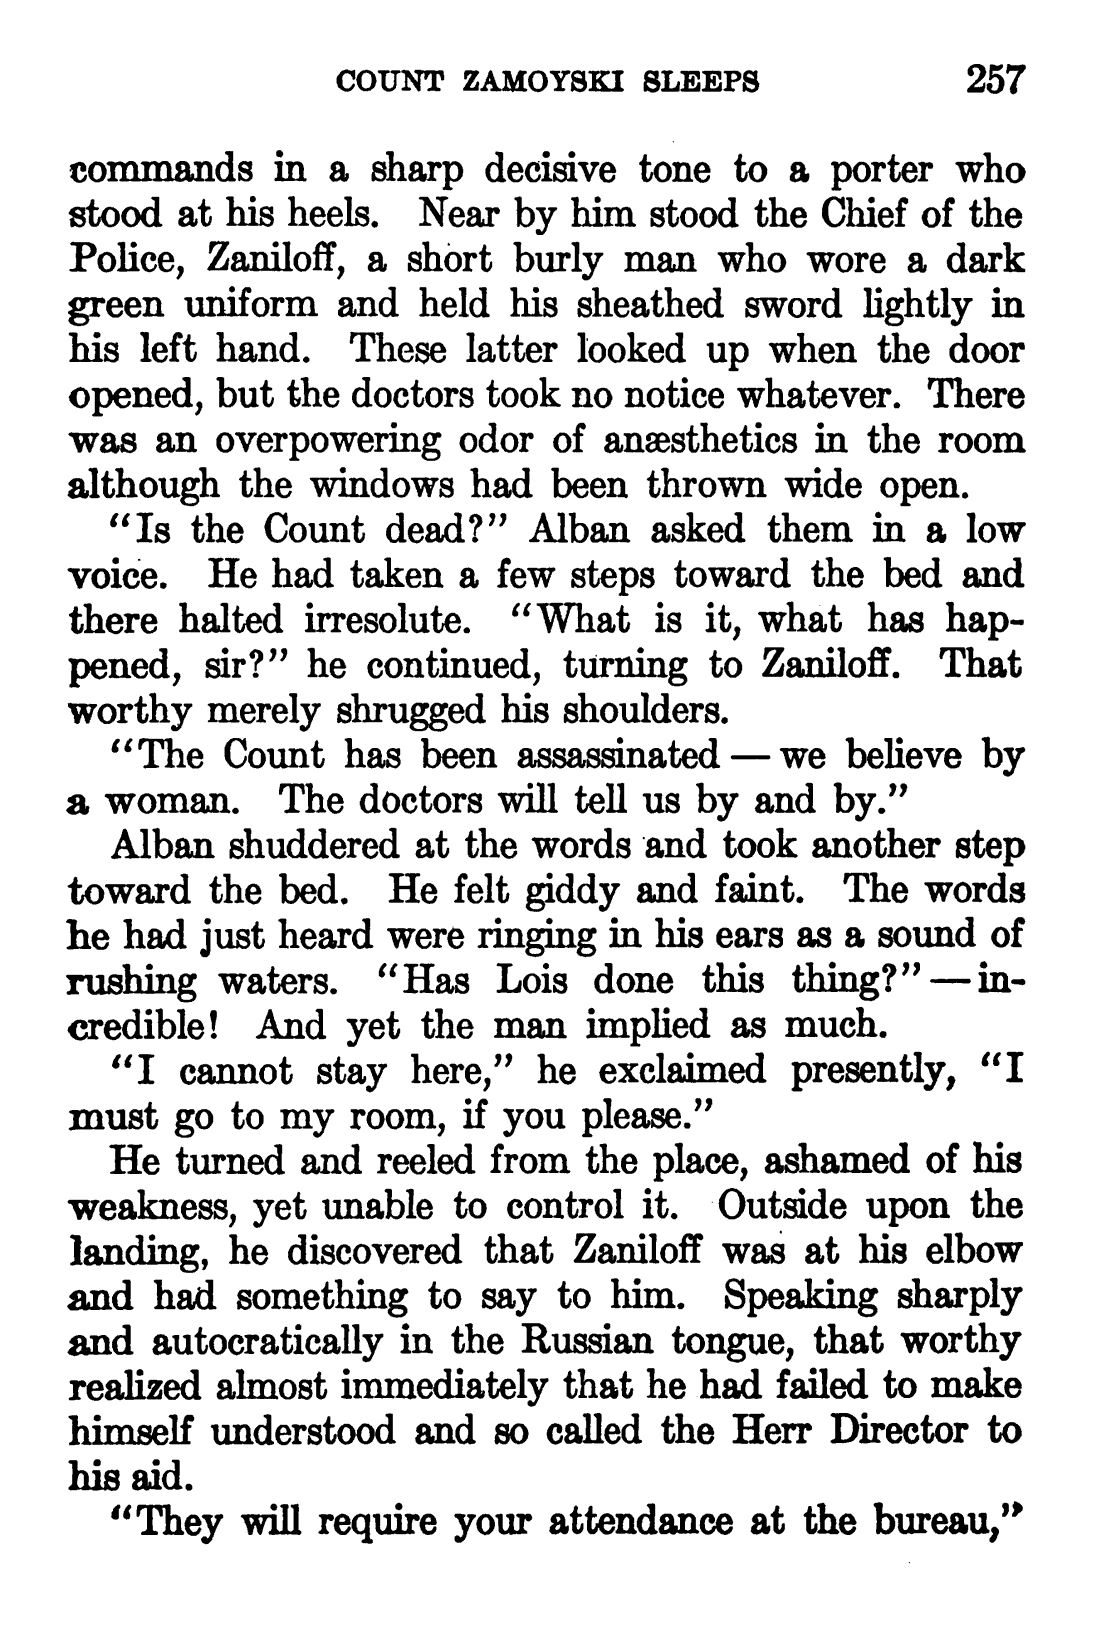 COUNT ZAMOYSKI SLEEPS 257
commands in a sharp decisive tone to a porter who
stood at his heels. Near by him stood the Chief of the
Police, Zaniloff, a short burly man who wore a dark
green uniform and held his sheathed sword lightly in
his left hand. These latter looked up when the door
opened, but the doctors took no notice whatever. There
was an overpowering odor of anæsthetics in the room
although the windows had been thrown wide open.
“Is the Count dead?” Alban asked them in a low
voice. He had taken a few steps toward the bed and
there halted irresolute. “What is it, what has hap-
pened, sir?” he continued, turning to Zaniloff. That
worthy merely shrugged his shoulders.
“The Count has been assassinated — we believe by
a woman. The doctors will tell us by and by.”
Alban shuddered at the words and took another step
toward the bed. He felt giddy and faint. The words
he had just heard were ringing in his ears as a sound of
rushing waters. “Has Lois done this thing?” — in-
credible! And yet the man implied as much.
“I cannot stay here,” he exclaimed presently, “I
must go to my room, if you please.”
He turned and reeled from the place, ashamed of his
weakness, yet unable to control it. Outside upon the
landing, he discovered that Zaniloff was at his elbow
and had something to say to him. Speaking sharply
and autocratically in the Russian tongue, that worthy
realized almost immediately that he had failed to make
himself understood and so called the Herr Director to
his aid.
“They will require your attendance at the bureau,”